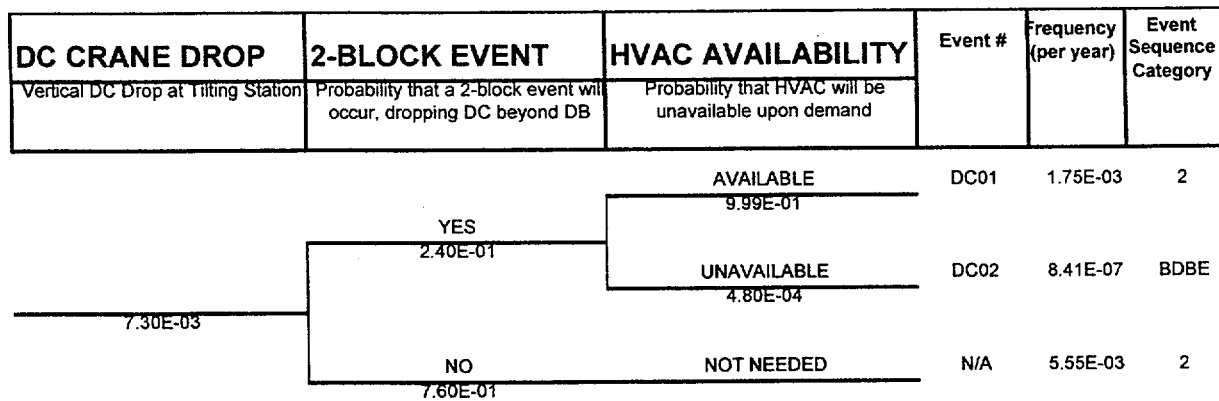 DC CRANE DROP
Vertical DC Drop at Tilting Station
2-BLOCK EVENT
Probability that a 2-block event will
occur, dropping DC beyond DB
HVAC AVAILABILITY
Probability that HVAC will be
unavailable upon demand
Event #
Frequency
(per year)
Event
Sequence
Category
AVAILABLE
9.99E-01
DC01
1.75E-03
2
YES
2.40E-01
UNAVAILABLE
4.80E-04
DC02
8.41E-07
BDBE
7.30E-03
NO
7.60E-01
NOT NEEDED
N/A
5.55E-03
2